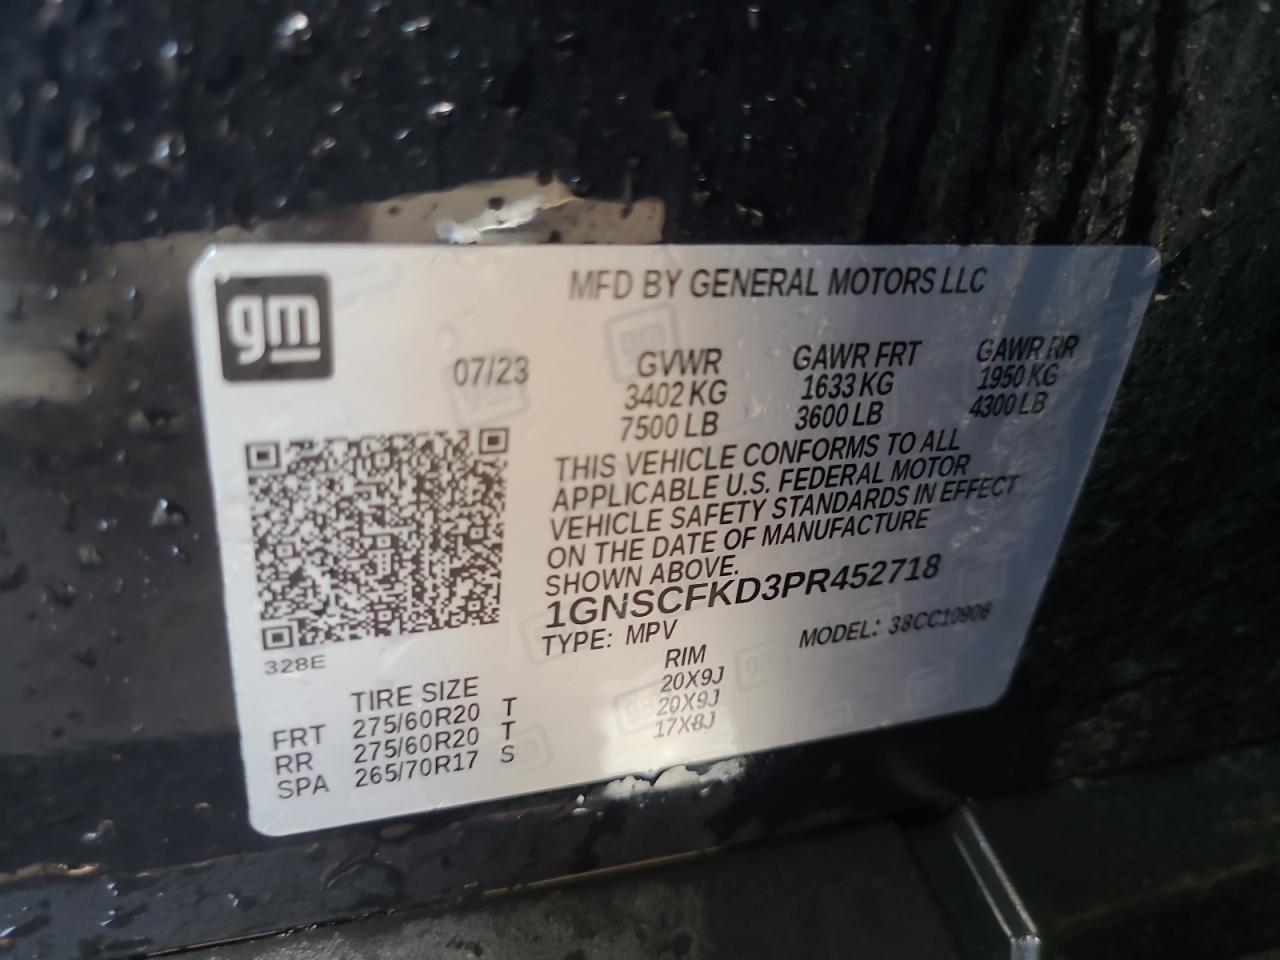 gm
MFD BY GENERAL MOTORS LLC
07/23 GVWR GAWR FRT GAWR RR
3402 KG 1633 KG 1950 KG
7500 LB 3600 LB 4300 LB
THIS VEHICLE CONFORMS TO ALL
APPLICABLE U.S. FEDERAL MOTOR
VEHICLE SAFETY STANDARDS IN EFFECT
ON THE DATE OF MANUFACTURE
SHOWN ABOVE.
1GNSCFKD3PR452718
TYPE: MPV MODEL: 38CC10906
328E
TIRE SIZE RIM
FRT 275/60R20 T 20X9J
RR 275/60R20 T 20X9J
SPA 265/70R17 S 17X8J